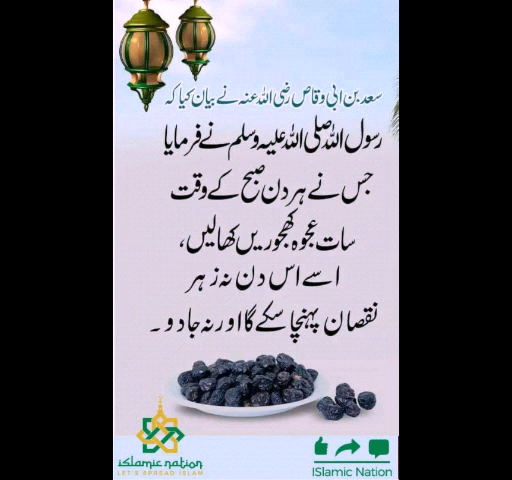 سعد بن ابی وقاص رضی اللہ عنہ نے بیان کیا کہ
رسول اللہ صلی اللہ علیہ وسلم نے فرمایا
جس نے ہر دن صبح کے وقت
سات عجوہ کھجوریں کھا لیں،
اسے اس دن نہ زہر
نقصان پہنچا سکے گا اور نہ جادو ۔
islamic nation
LET'S SPREAD ISLAM
ISlamic Nation